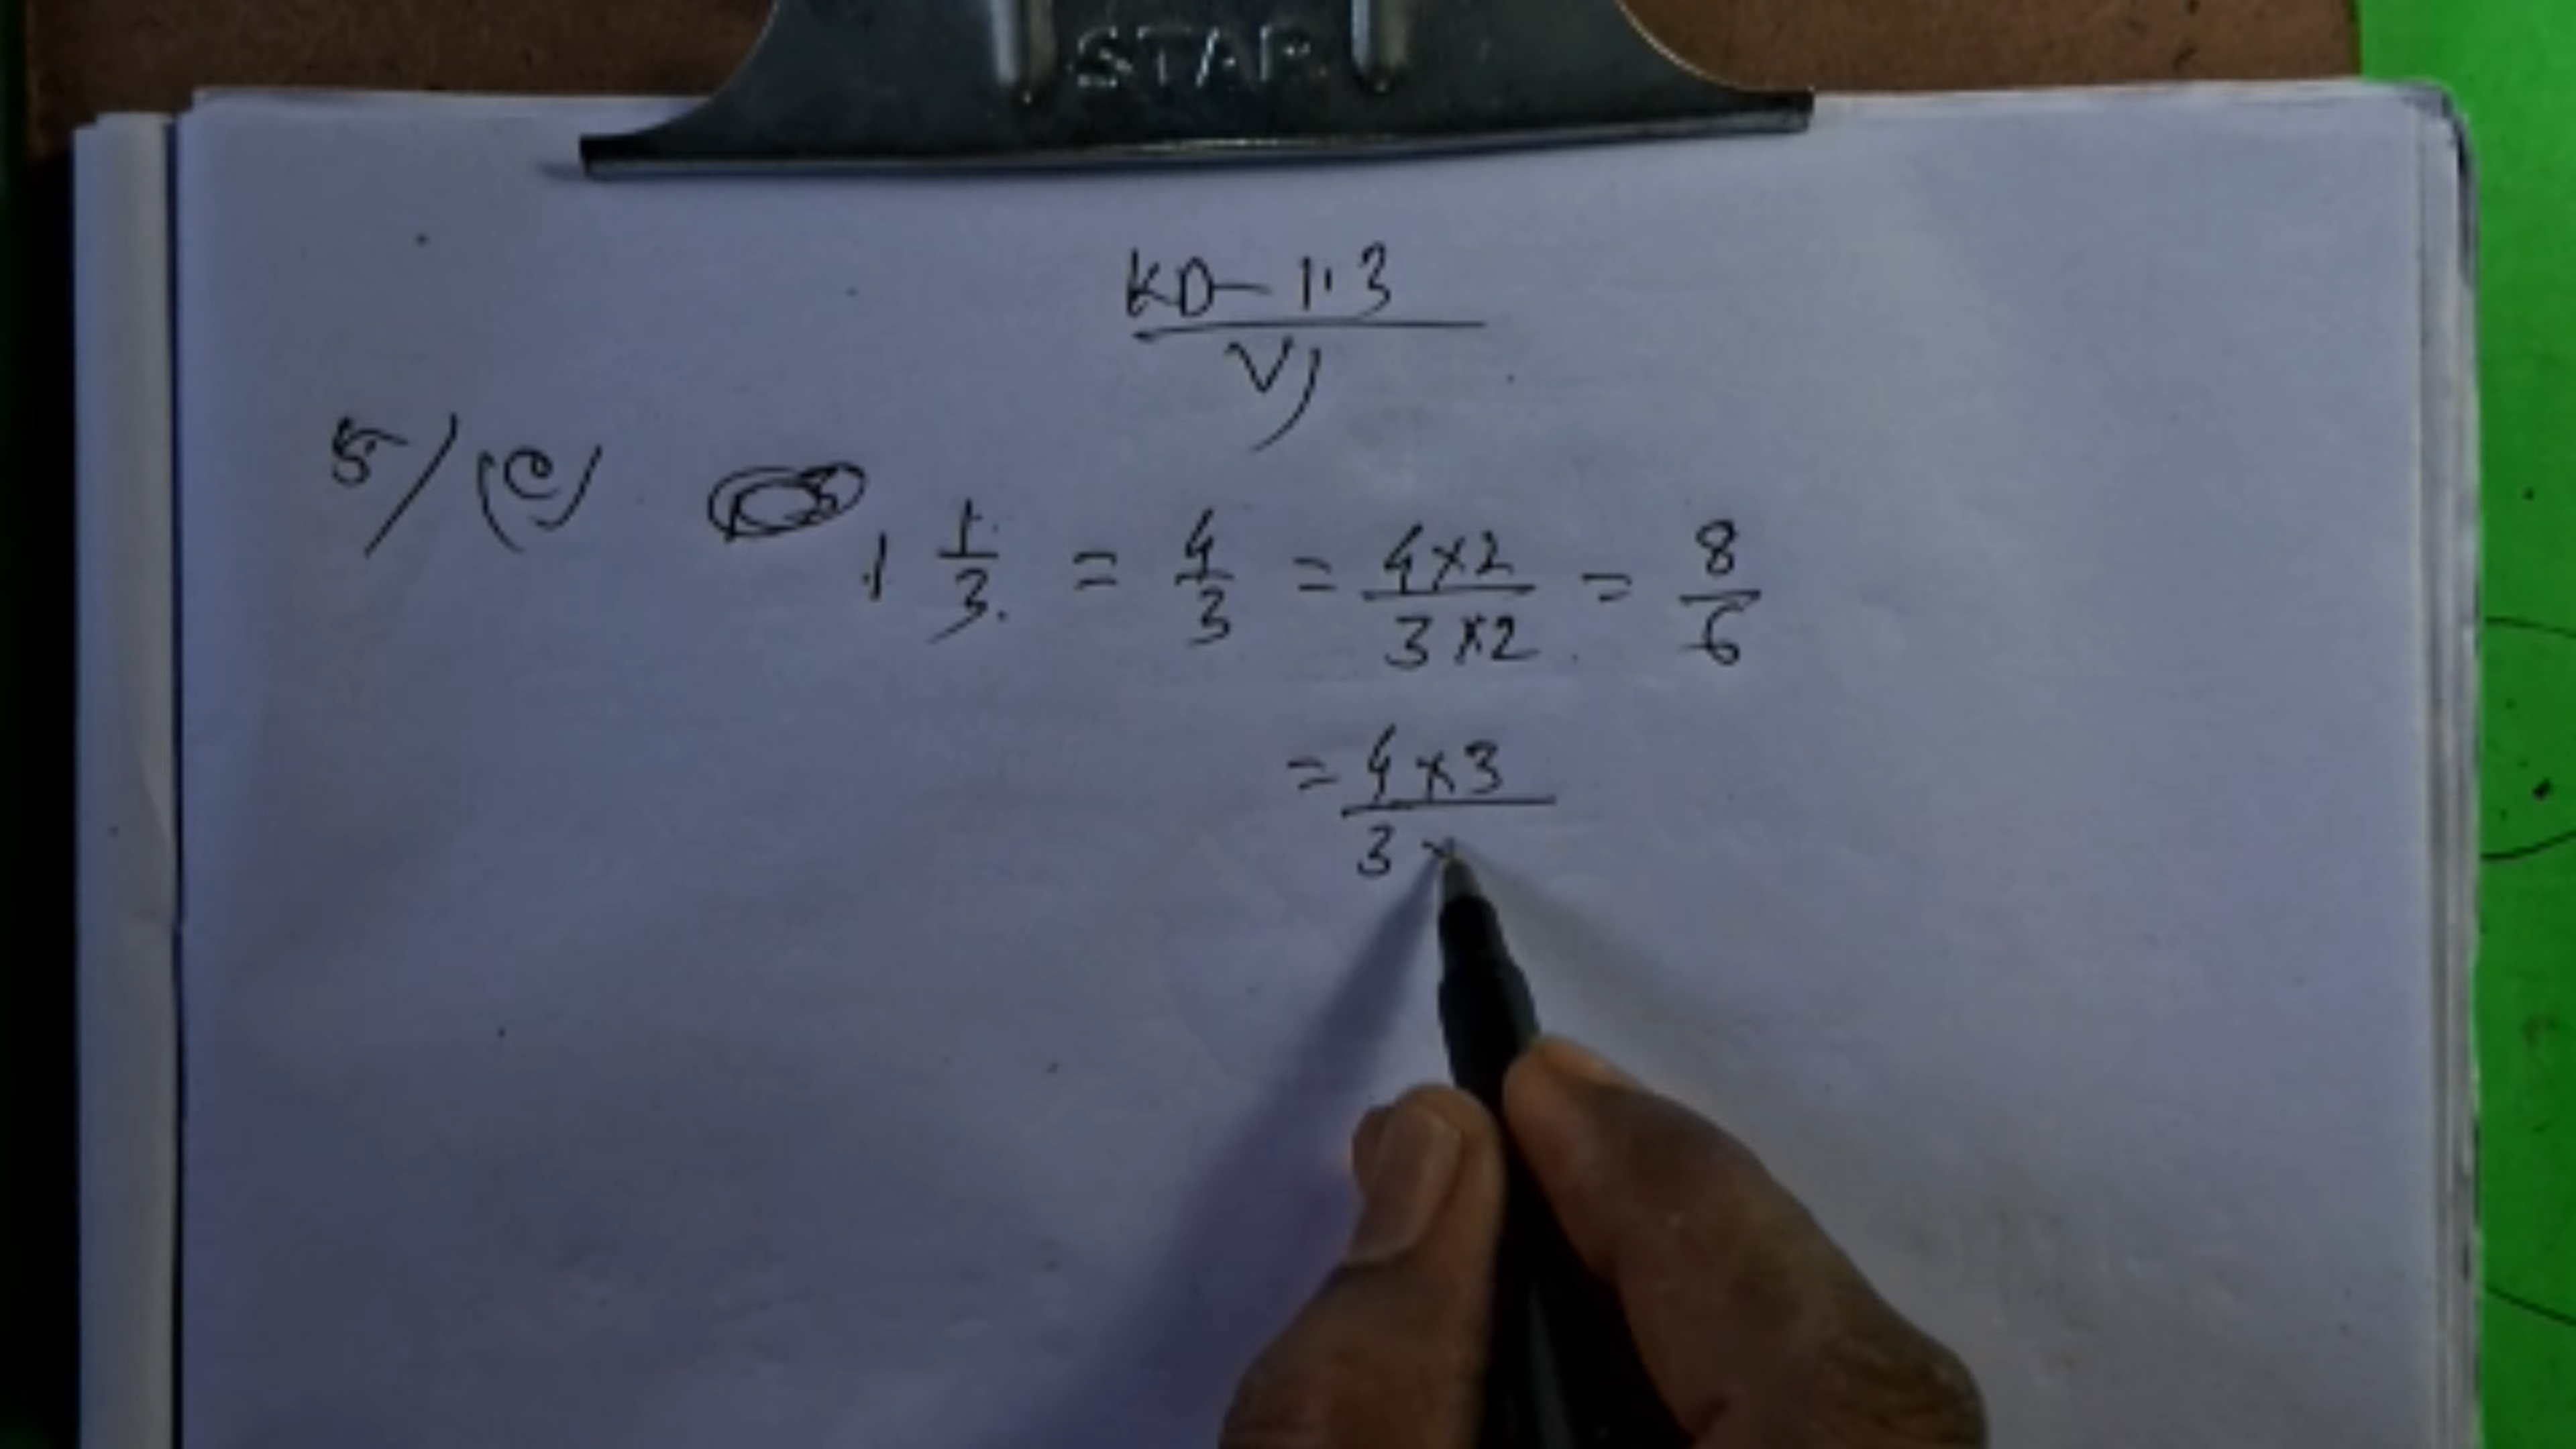 STAR
KD-1.3
V)
5/(e)
1 1/3 = 4/3 = 4×2/3×2 = 8/6
= 4×3/3×